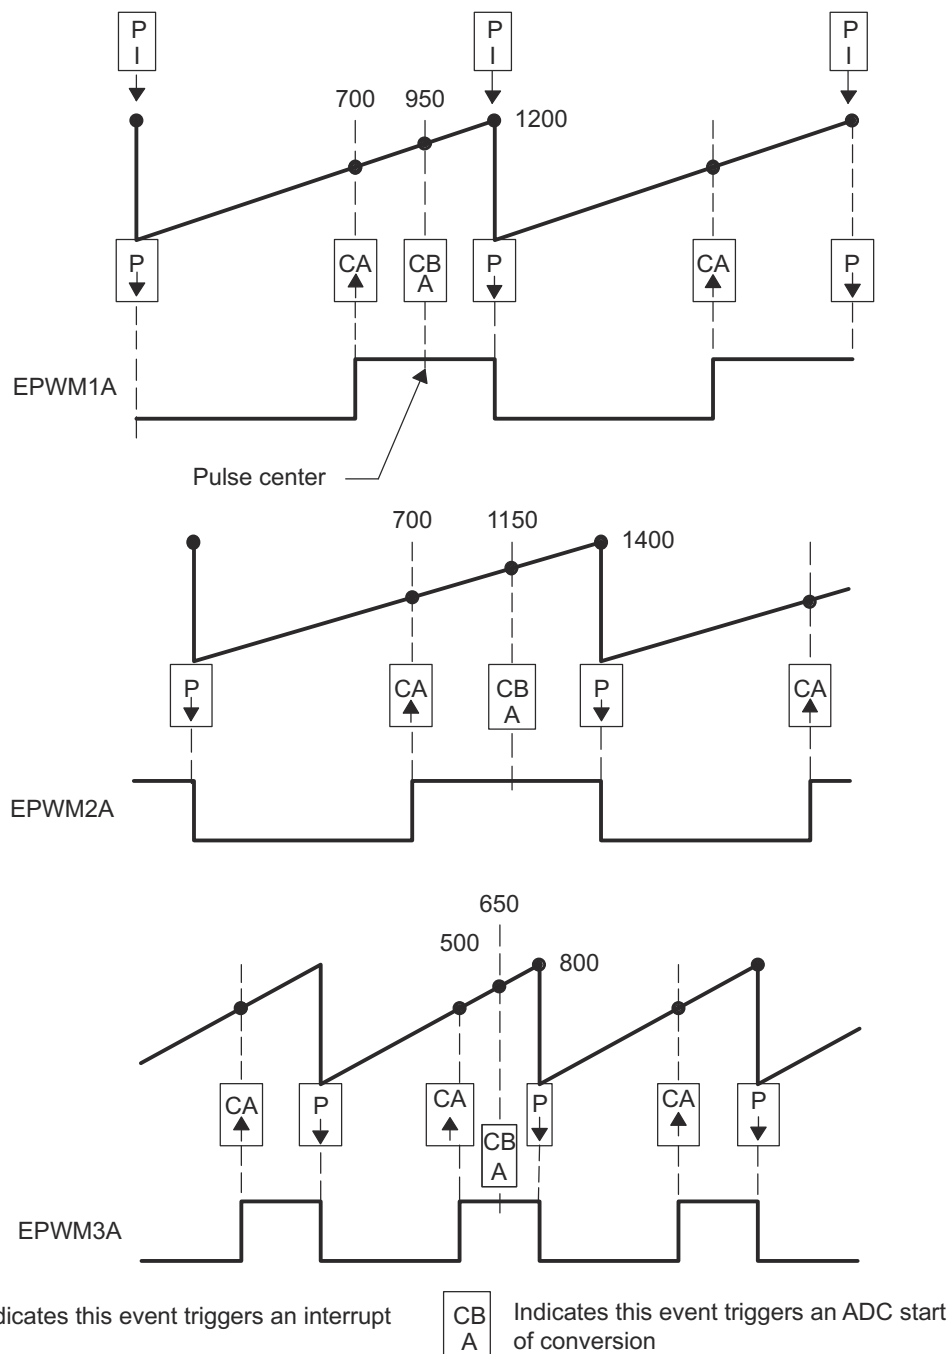 P
I
P
I
P
I
700
950
1200
P
CA
CB
A
P
CA
P
EPWM1A
Pulse center
700
1150
1400
P
CA
CB
A
P
CA
EPWM2A
650
500
800
CA
P
CA
CB
A
P
CA
P
EPWM3A
dicates this event triggers an interrupt
CB
A
Indicates this event triggers an ADC start
of conversion